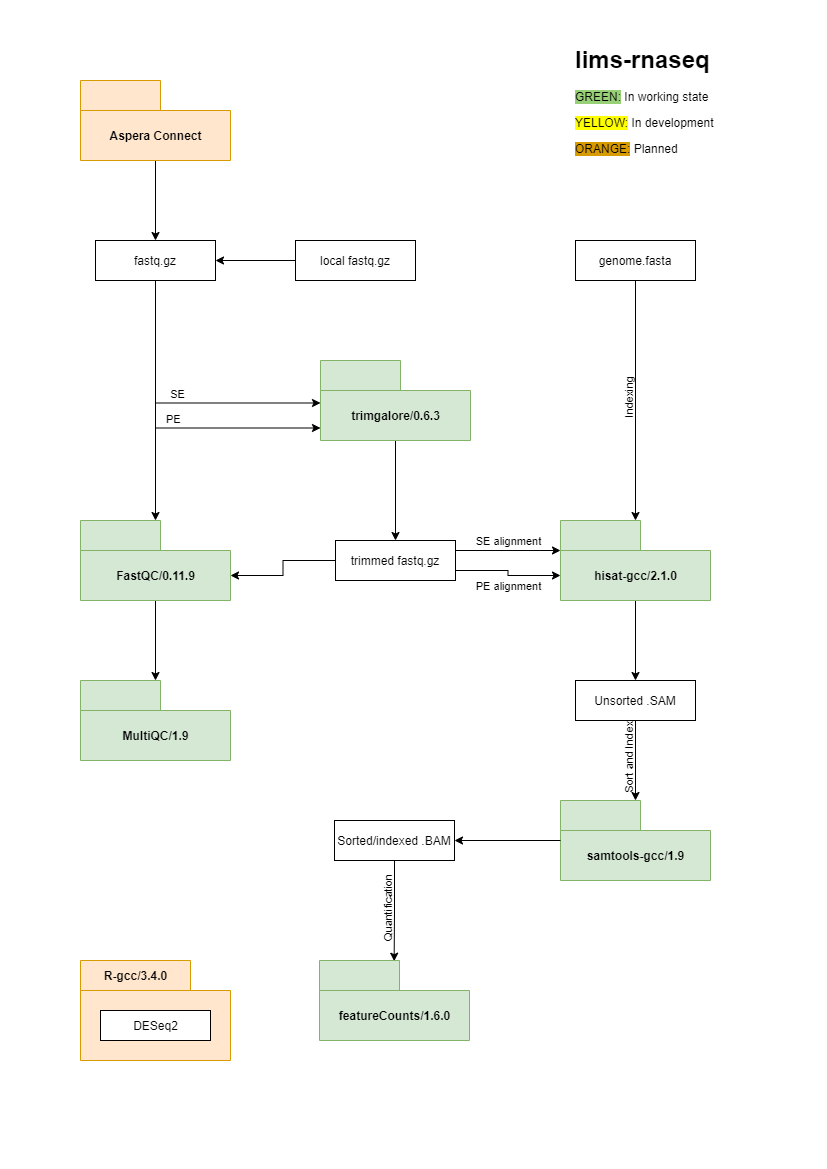 lims-rnaseq
GREEN: In working state
YELLOW: In development
ORANGE: Planned
Aspera Connect
fastq.gz
local fastq.gz
genome.fasta
SE
PE
trimgalore/0.6.3
Indexing
FastQC/0.11.9
trimmed fastq.gz
SE alignment
PE alignment
hisat-gcc/2.1.0
MultiQC/1.9
Unsorted .SAM
Sort and Index
samtools-gcc/1.9
Sorted/indexed .BAM
Quantification
R-gcc/3.4.0
DESeq2
featureCounts/1.6.0